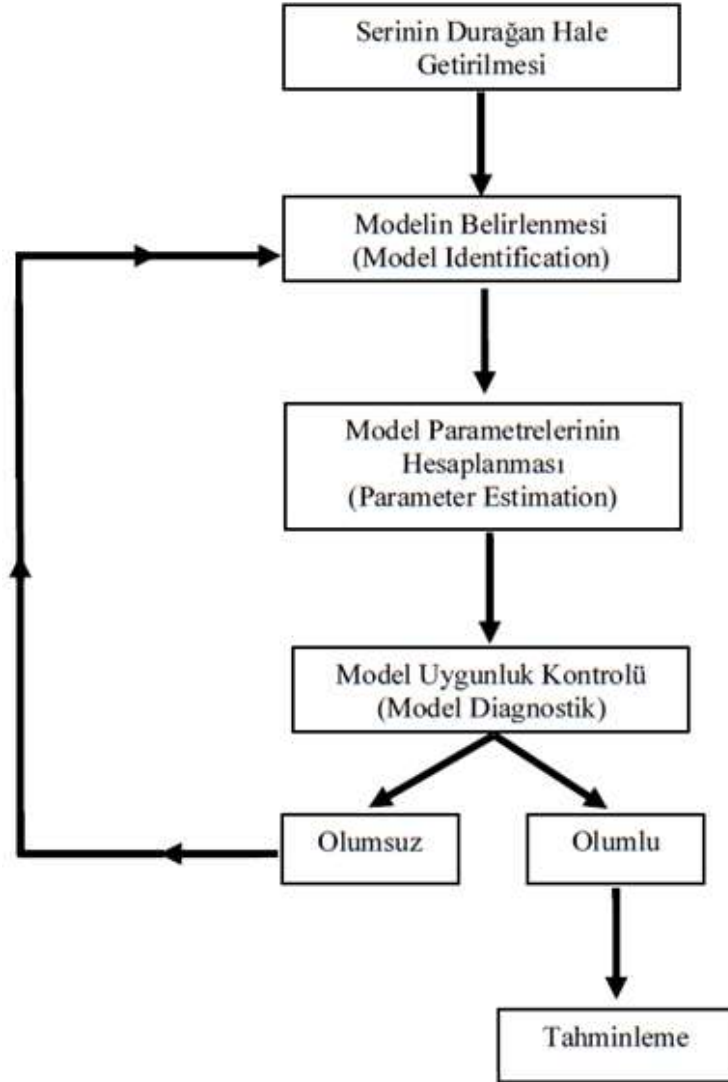 Serinin Durağan Hale
Getirilmesi
Modelin Belirlenmesi
(Model Identification)
Model Parametrelerinin
Hesaplanması
(Parameter Estimation)
Model Uygunluk Kontrolü
(Model Diagnostik)
Olumsuz
Olumlu
Tahminleme